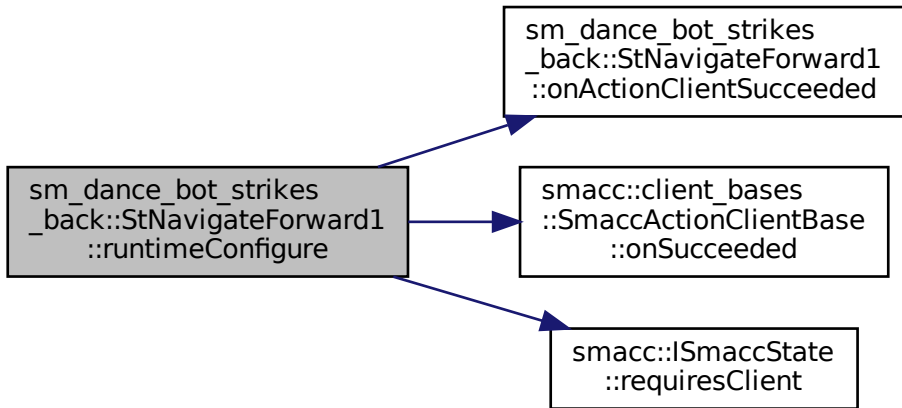 sm_dance_bot_strikes
_back::StNavigateForward1
::runtimeConfigure
sm_dance_bot_strikes
_back::StNavigateForward1
::onActionClientSucceeded
smacc::client_bases
::SmaccActionClientBase
::onSucceeded
smacc::ISmaccState
::requiresClient